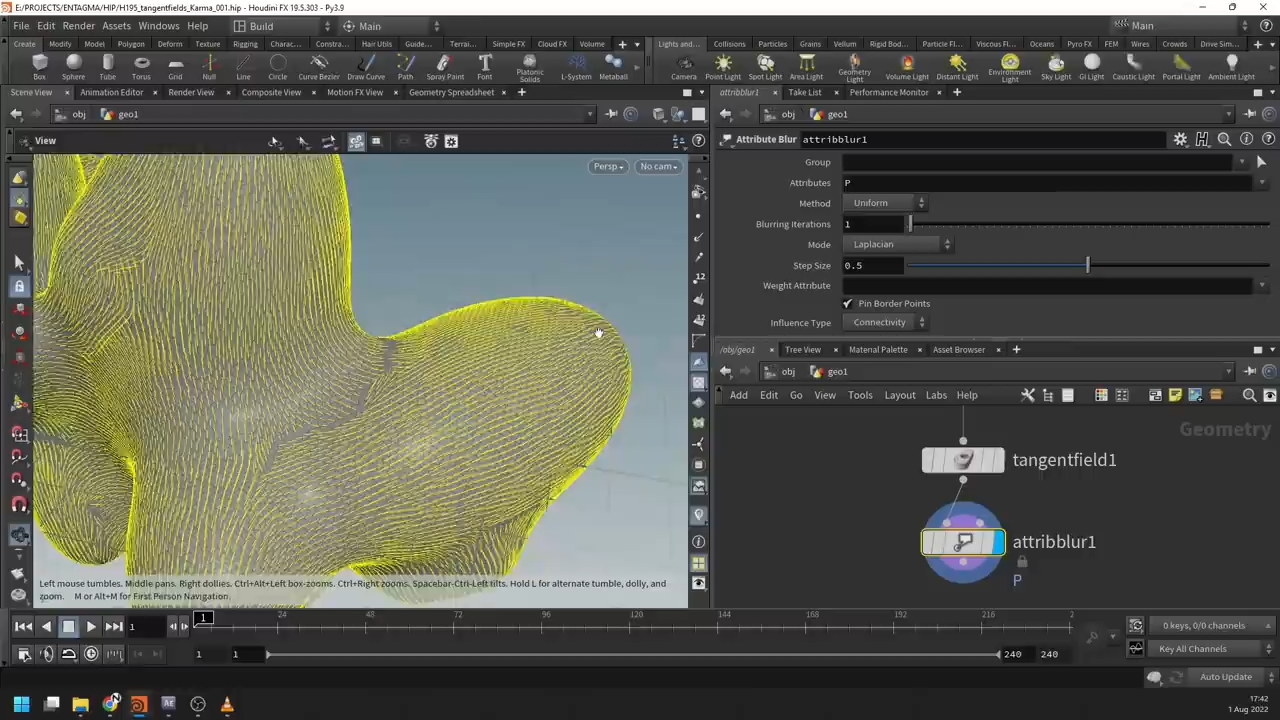 E:/PROJECTS/ENTAGMA/HIP/H195_tangentfields_Karma_001.hip - Houdini FX 19.5.303 - Py3.9
File Edit Render Assets Windows Help Build Main Main
Create Modify Model Polygon Deform Texture Rigging Charac... Constra... Hair Utils Guide... Terrai... Simple FX Cloud FX Volume
Lights and... Collisions Particles Grains Vellum Rigid Bod... Particle Fl... Viscous Fl... Oceans Pyro FX FEM Wires Crowds Drive Sim...
Box Sphere Tube Torus Grid Null Line Circle Curve Bezier Draw Curve Path Spray Paint Font Platonic Solids L-System Metaball
Camera Point Light Spot Light Area Light Geometry Light Volume Light Distant Light Environment Light Sky Light GI Light Caustic Light Portal Light Ambient Light
Scene View Animation Editor Render View Composite View Motion FX View Geometry Spreadsheet
obj geo1
View
Persp No cam
12
12
Left mouse tumbles. Middle pans. Right dollies. Ctrl+Alt+Left box-zooms. Ctrl+Right zooms. Spacebar-Ctrl-Left tilts. Hold L for alternate tumble, dolly, and
zoom. M or Alt+M for First Person Navigation.
attribblur1 Take List Performance Monitor
obj geo1
Attribute Blur attribblur1
Group
Attributes P
Method Uniform
Blurring Iterations 1
Mode Laplacian
Step Size 0.5
Weight Attribute
Pin Border Points
Influence Type Connectivity
/obj/geo1 Tree View Material Palette Asset Browser
obj geo1
Add Edit Go View Tools Layout Labs Help
Geometry
tangentfield1
attribblur1
P
1 1 24 48 72 96 120 144 168 192 216 2
1 1 240 240
0 keys, 0/0 channels
Key All Channels
Auto Update
17:42
1 Aug 2022